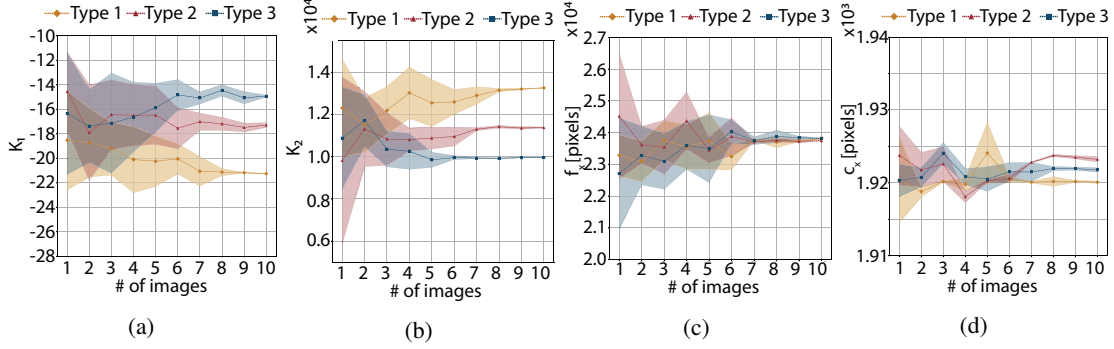 Type 1 Type 2 Type 3
K₁
-10
-12
-14
-16
-18
-20
-22
-24
-26
-28
1 2 3 4 5 6 7 8 9 10
# of images
(a)
x10⁴
Type 1 Type 2 Type 3
K₂
1.4
1.2
1.0
0.8
0.6
1 2 3 4 5 6 7 8 9 10
# of images
(b)
x10⁴
Type 1 Type 2 Type 3
fₓ [pixels]
2.7
2.6
2.5
2.4
2.3
2.2
2.1
2.0
1 2 3 4 5 6 7 8 9 10
# of images
(c)
x10³
Type 1 Type 2 Type 3
cₓ [pixels]
1.94
1.93
1.92
1.91
1 2 3 4 5 6 7 8 9 10
# of images
(d)